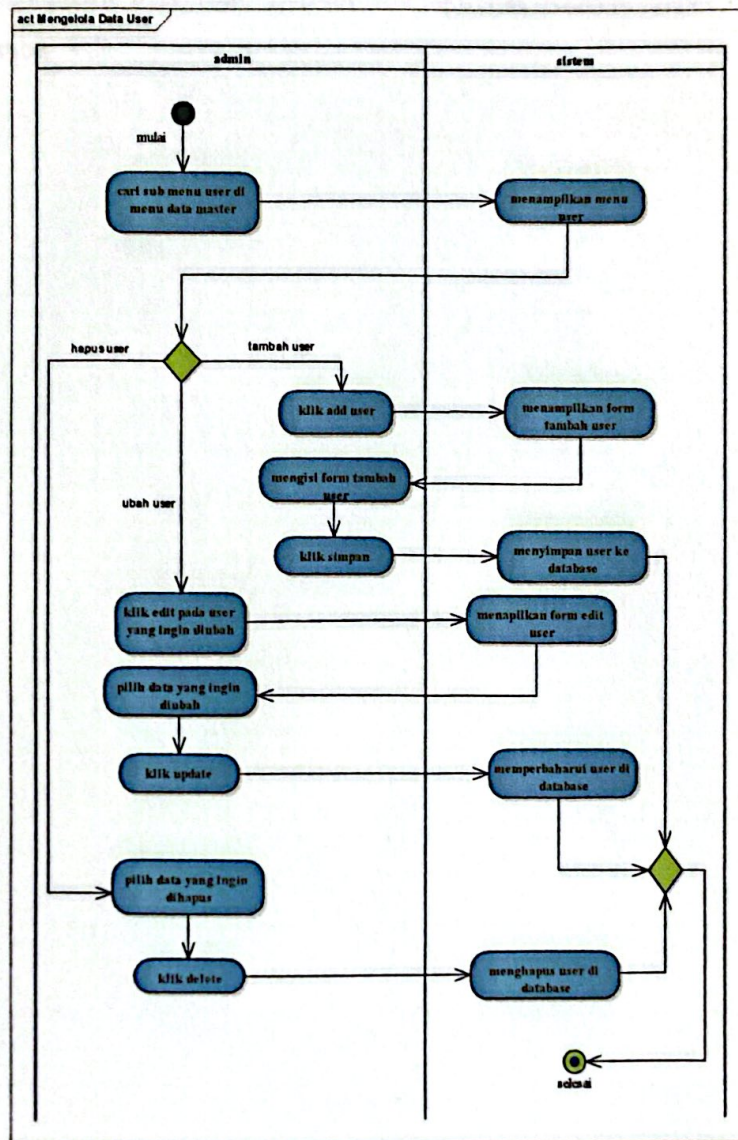 act Mengelola Data User
admin
sistem
mulai
cari sub menu user di
menu data master
menampilkan menu
user
hapus user
tambah user
klik add user
menampilkan form
tambah user
mengisi form tambah
user
ubah user
klik simpan
menyimpan user ke
database
klik edit pada user
yang ingin diubah
menapilkan form edit
user
pilih data yang ingin
diubah
klik update
memperbaharui user di
database
pilih data yang ingin
dihapus
klik delete
menghapus user di
database
selesai